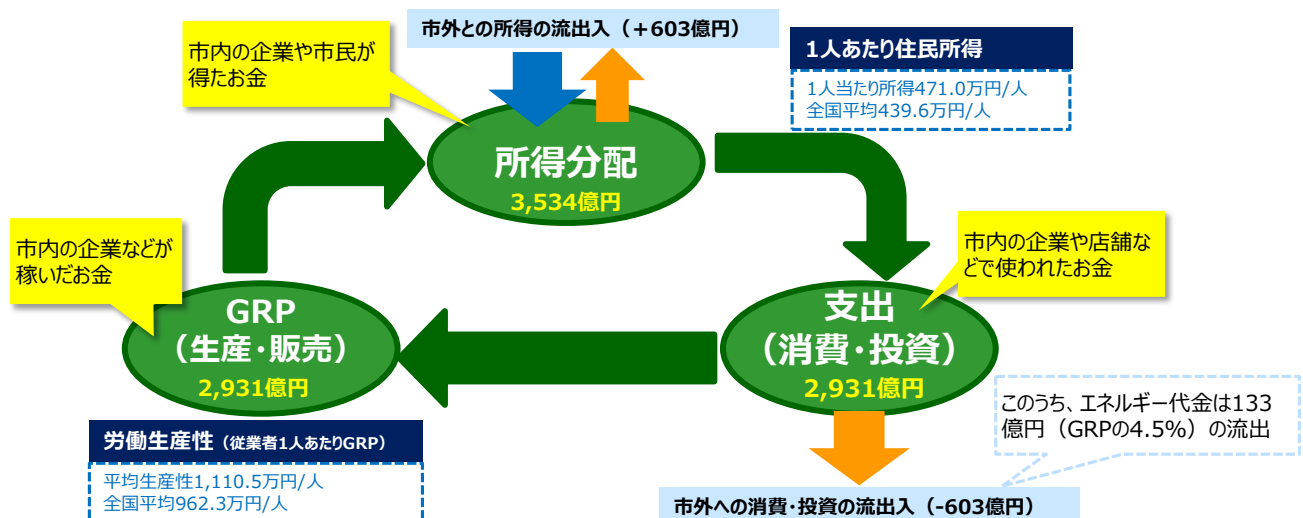 市外との所得の流出入（＋603億円）
市内の企業や市民が
得たお金
1人あたり住民所得
1人当たり所得471.0万円/人
全国平均439.6万円/人
所得分配
3,534億円
市内の企業などが
稼いだお金
市内の企業や店舗な
どで使われたお金
GRP
（生産・販売）
2,931億円
支出
（消費・投資）
2,931億円
このうち、エネルギー代金は133
億円（GRPの4.5%）の流出
労働生産性（従業者1人あたりGRP）
平均生産性1,110.5万円/人
全国平均962.3万円/人
市外への消費・投資の流出入（-603億円）